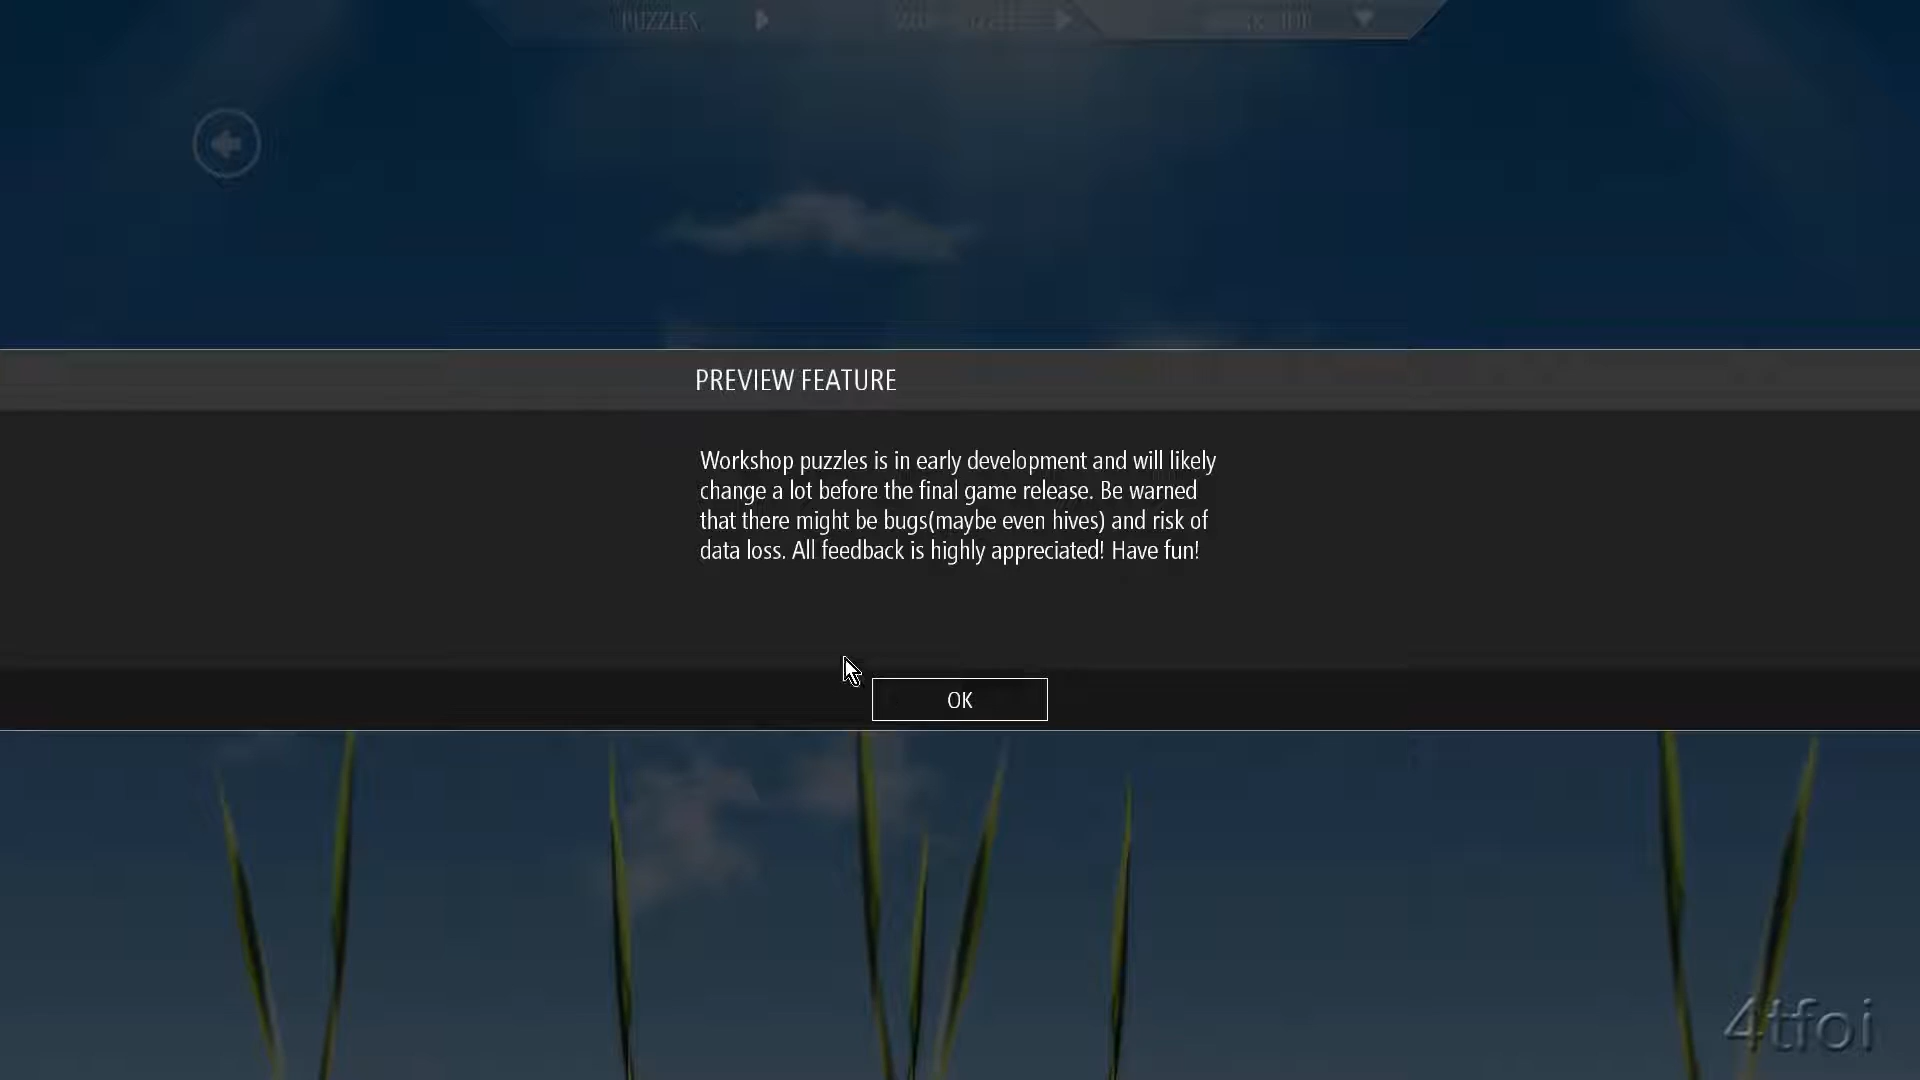 PUZZLES
PREVIEW FEATURE
Workshop puzzles is in early development and will likely
change a lot before the final game release. Be warned
that there might be bugs(maybe even hives) and risk of
data loss. All feedback is highly appreciated! Have fun!
OK
4tfoi